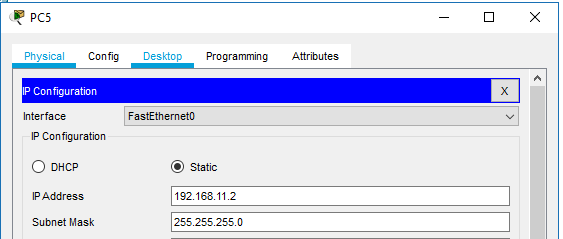 PC5
Physical Config Desktop Programming Attributes
IP Configuration X
Interface FastEthernet0
IP Configuration
DHCP Static
IP Address 192.168.11.2
Subnet Mask 255.255.255.0